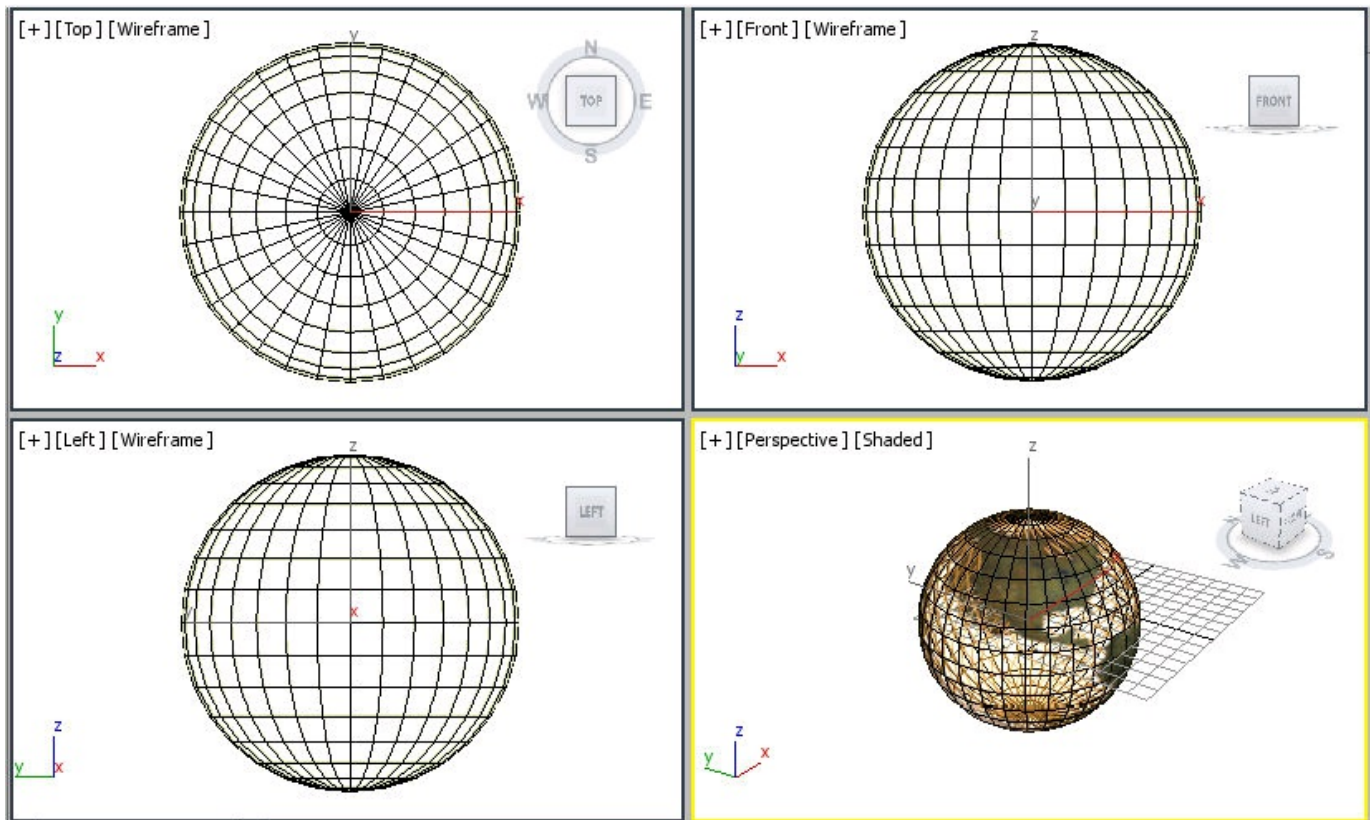 [+] [Top] [Wireframe]
y
x
N
W
TOP
E
S
y
z
x
[+] [Front] [Wireframe]
z
y
x
FRONT
z
y
x
[+] [Left] [Wireframe]
z
x
y
LEFT
z
y
x
[+] [Perspective] [Shaded]
z
y
LEFT
W
S
z
y
x